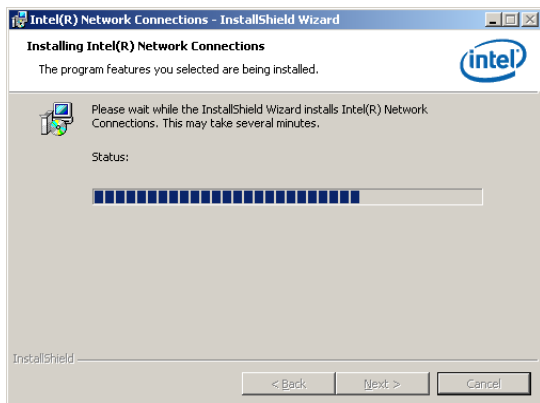 Intel(R) Network Connections - InstallShield Wizard
Installing Intel(R) Network Connections
The program features you selected are being installed.
intel
Please wait while the InstallShield Wizard installs Intel(R) Network
Connections. This may take several minutes.
Status:
InstallShield
< Back Next > Cancel